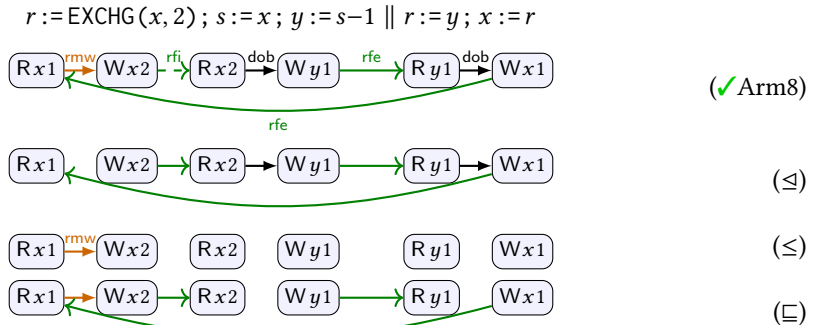 r := EXCHG(x, 2) ; s := x ; y := s−1 ∥ r := y ; x := r
rmw rfi dob rfe dob
Rx1 Wx2 Rx2 Wy1 Ry1 Wx1 (✓Arm8)
rfe
Rx1 Wx2 Rx2 Wy1 Ry1 Wx1
(⊴)
rmw
Rx1 Wx2 Rx2 Wy1 Ry1 Wx1 (≤)
Rx1 Wx2 Rx2 Wy1 Ry1 Wx1
(⊑)